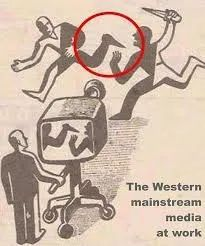 The Western
mainstream
media
at work